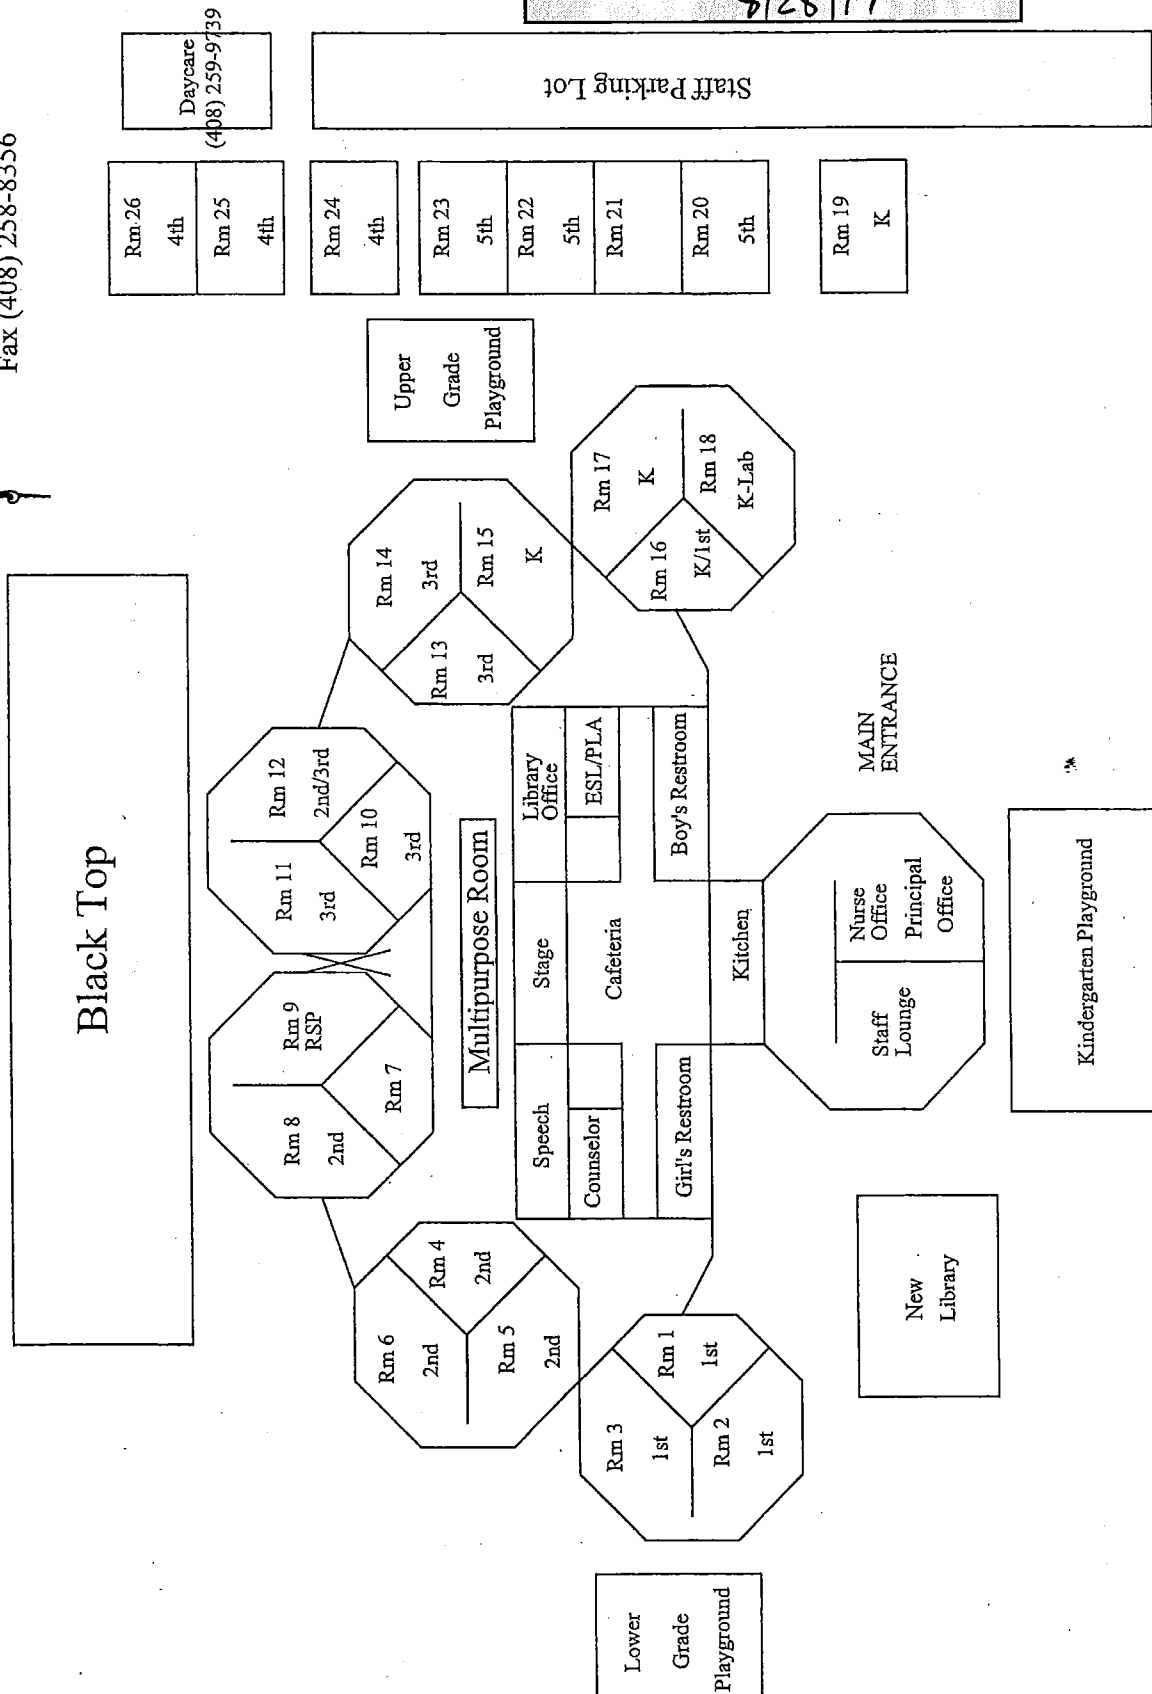 Fax (408) 258-8356
Black Top
Daycare
(408) 259-9739
Staff Parking Lot
Rm 26
4th
Rm 25
4th
Rm 24
4th
Rm 23
5th
Rm 22
5th
Rm 21
Rm 20
5th
Rm 19
K
Upper
Grade
Playground
Rm 14
3rd
Rm 15
K
Rm 13
3rd
Rm 17
K
Rm 18
K-Lab
Rm 16
K/1st
Rm 12
2nd/3rd
Rm 11
3rd
Rm 10
3rd
Rm 9
RSP
Rm 8
2nd
Rm 7
Multipurpose Room
Library
Office
ESL/PLA
Boy's Restroom
Stage
Cafeteria
Kitchen
Speech
Counselor
Girl's Restroom
MAIN
ENTRANCE
Nurse
Office
Principal
Office
Staff
Lounge
Kindergarten Playground
Rm 6
2nd
Rm 4
2nd
Rm 5
2nd
Rm 3
1st
Rm 1
1st
Rm 2
1st
New
Library
Lower
Grade
Playground